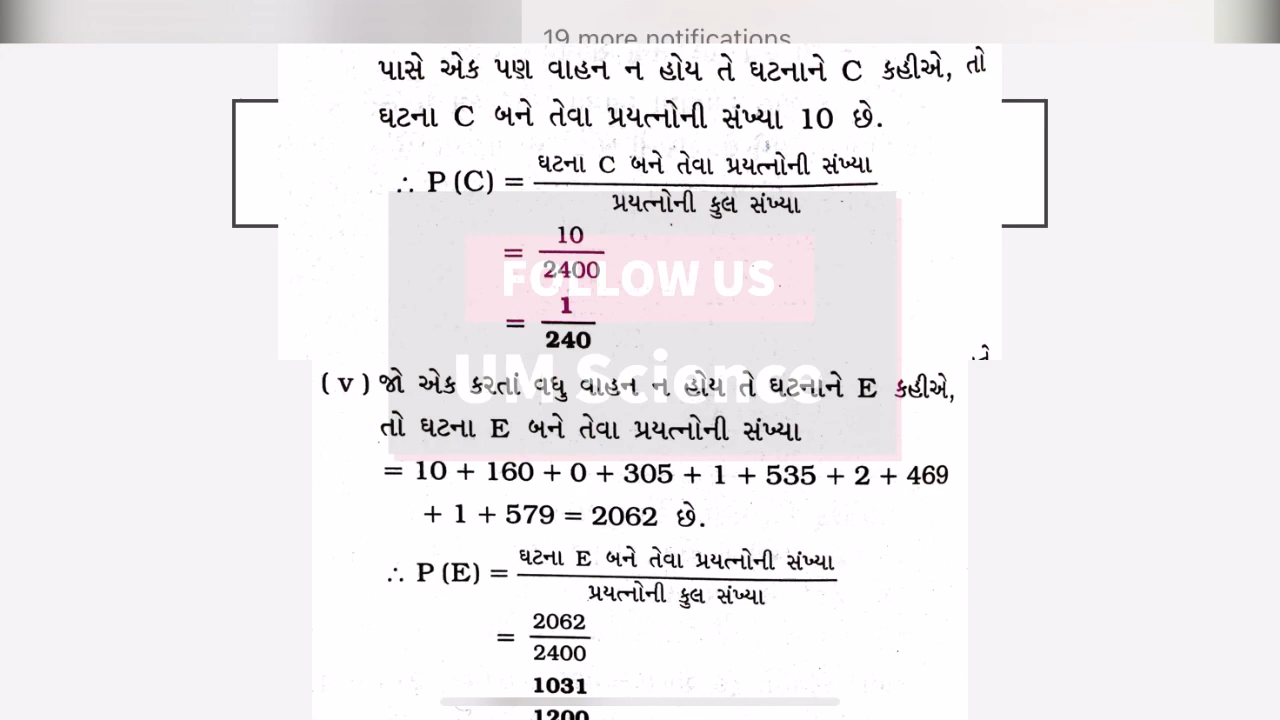 19 more notifications
પાસે એક પણ વાહન ન હોય તે ઘટનાને C કહીએ, તો
ઘટના C બને તેવા પ્રયત્નોની સંખ્યા 10 છે.
∴ P (C) = ઘટના C બને તેવા પ્રયત્નોની સંખ્યા
પ્રયત્નોની કુલ સંખ્યા
= 10
2400
FOLLOW US
= 1
240
UM Science
( v ) જો એક કરતાં વધુ વાહન ન હોય તે ઘટનાને E કહીએ,
તો ઘટના E બને તેવા પ્રયત્નોની સંખ્યા
= 10 + 160 + 0 + 305 + 1 + 535 + 2 + 469
+ 1 + 579 = 2062 છે.
∴ P (E) = ઘટના E બને તેવા પ્રયત્નોની સંખ્યા
પ્રયત્નોની કુલ સંખ્યા
= 2062
2400
1031
1200